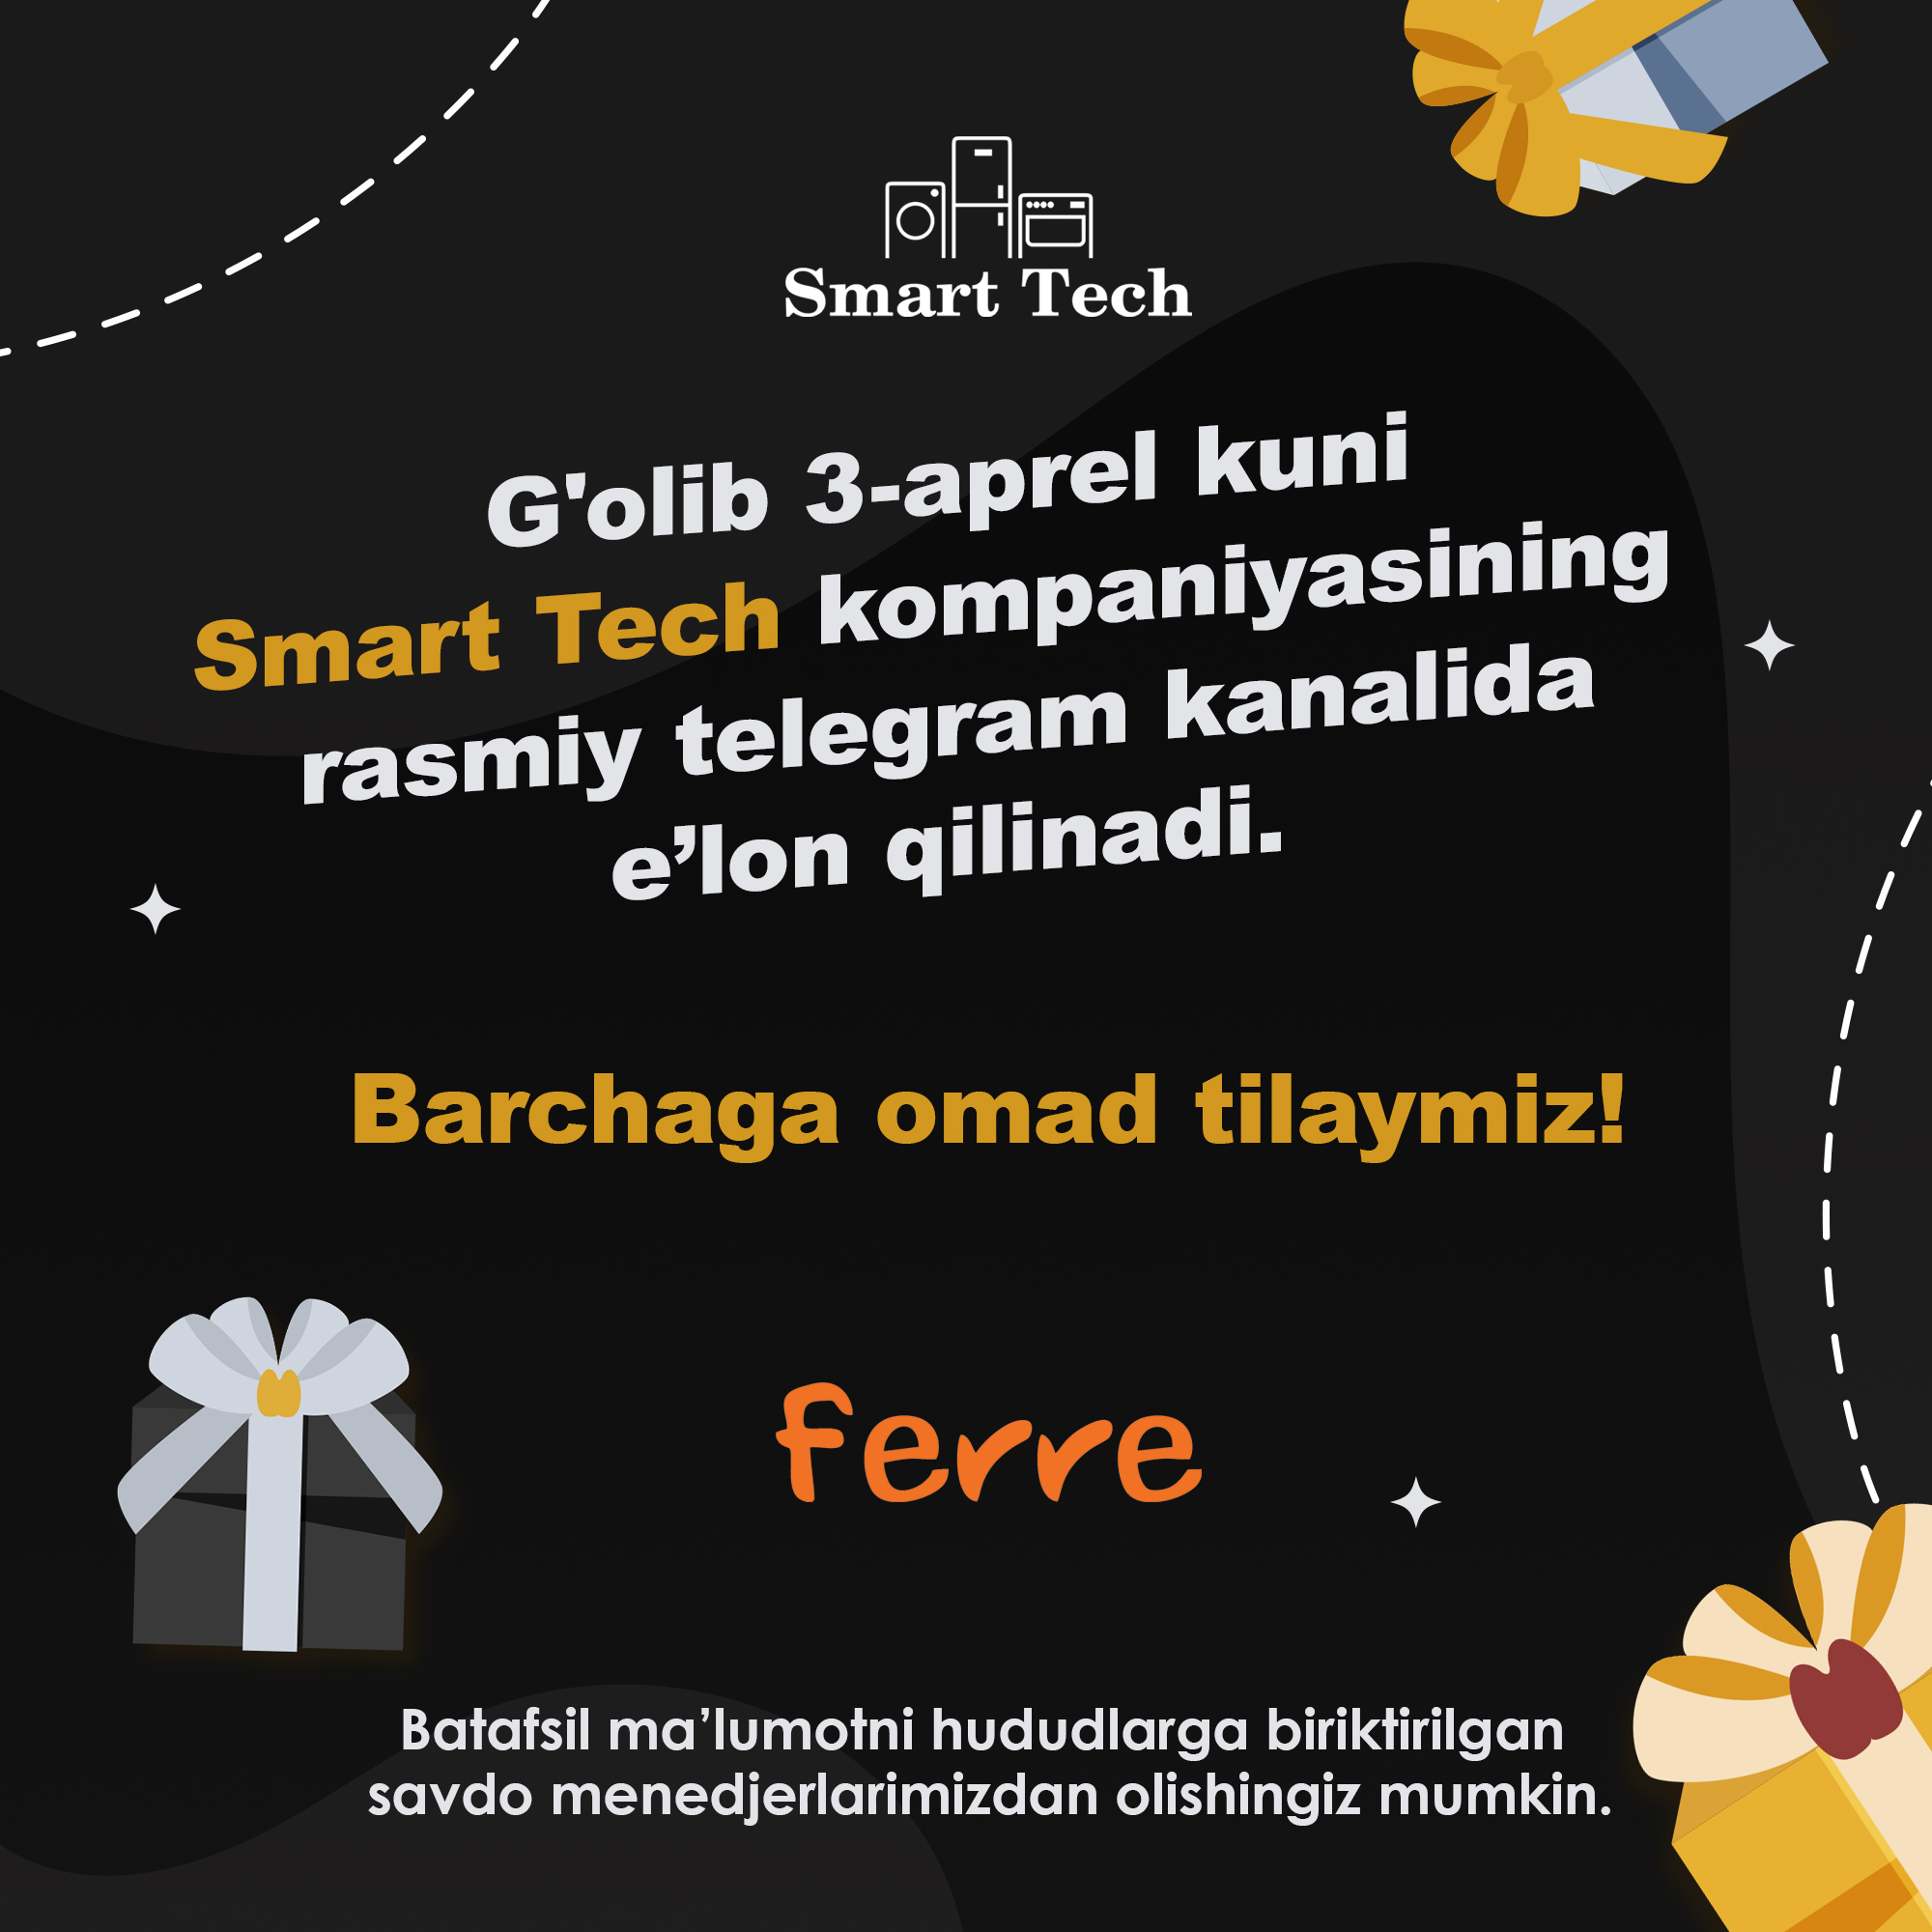 Smart Tech
G'olib 3-aprel kuni
Smart Tech kompaniyasining
rasmiy telegram kanalida
e’lon qilinadi.
Barchaga omad tilaymiz!
ferre
Batafsil ma’lumotni hududlarga biriktirilgan
savdo menedjerlarimizdan olishingiz mumkin.